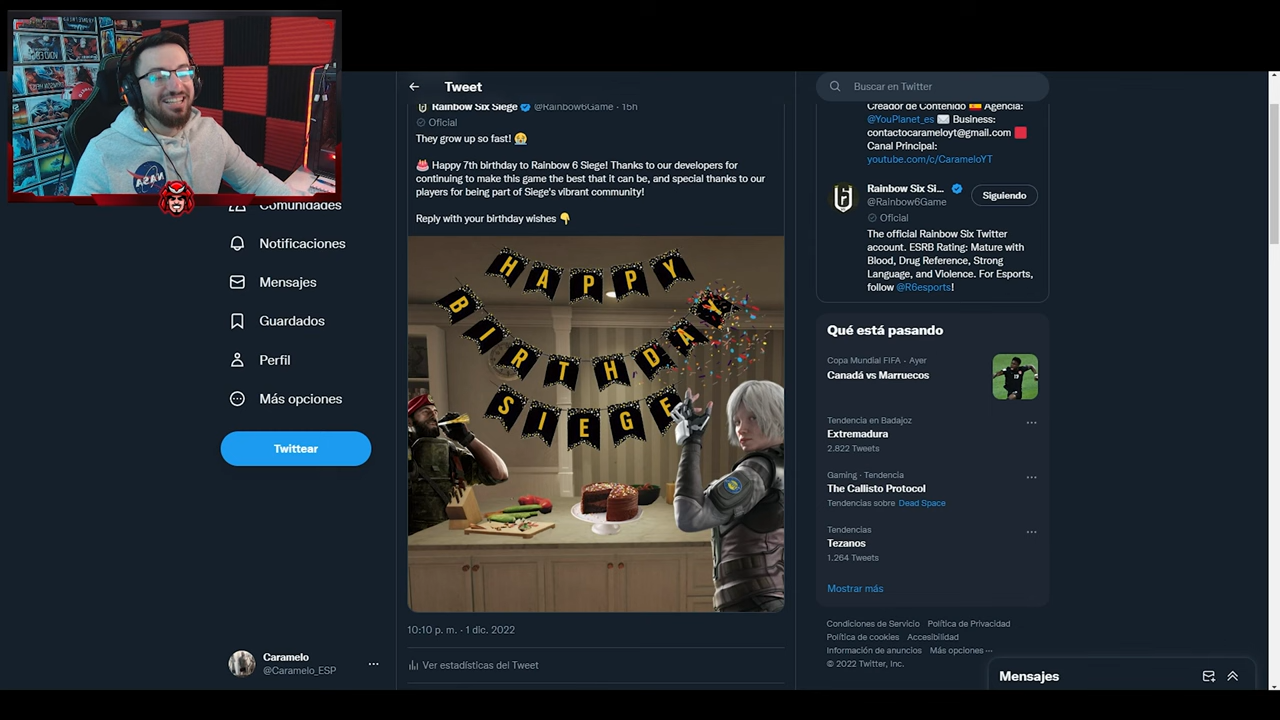 NASA
Comunidades
Notificaciones
Mensajes
Guardados
Perfil
Más opciones
Twittear
Caramelo
@Caramelo_ESP
Tweet
Rainbow Six Siege @Rainbow6Game · 15h
Oficial
They grow up so fast! 🥹
🎂 Happy 7th birthday to Rainbow 6 Siege! Thanks to our developers for
continuing to make this game the best that it can be, and special thanks to our
players for being part of Siege's vibrant community!
Reply with your birthday wishes 👇
HAPPY
BIRTHDAY
SIEGE
10:10 p. m. · 1 dic. 2022
Ver estadísticas del Tweet
Buscar en Twitter
Creador de Contenido 🇪🇸 Agencia:
@YouPlanet_es ✉️ Business:
contactocarameloyt@gmail.com 🟥
Canal Principal:
youtube.com/c/CarameloYT
Rainbow Six Si...
@Rainbow6Game
Siguiendo
Oficial
The official Rainbow Six Twitter
account. ESRB Rating: Mature with
Blood, Drug Reference, Strong
Language, and Violence. For Esports,
follow @R6esports!
Qué está pasando
Copa Mundial FIFA · Ayer
Canadá vs Marruecos
Tendencia en Badajoz
Extremadura
2.822 Tweets
Gaming · Tendencia
The Callisto Protocol
Tendencias sobre Dead Space
Tendencias
Tezanos
1.264 Tweets
Mostrar más
Condiciones de Servicio Política de Privacidad
Política de cookies Accesibilidad
Información de anuncios Más opciones ···
© 2022 Twitter, Inc.
Mensajes